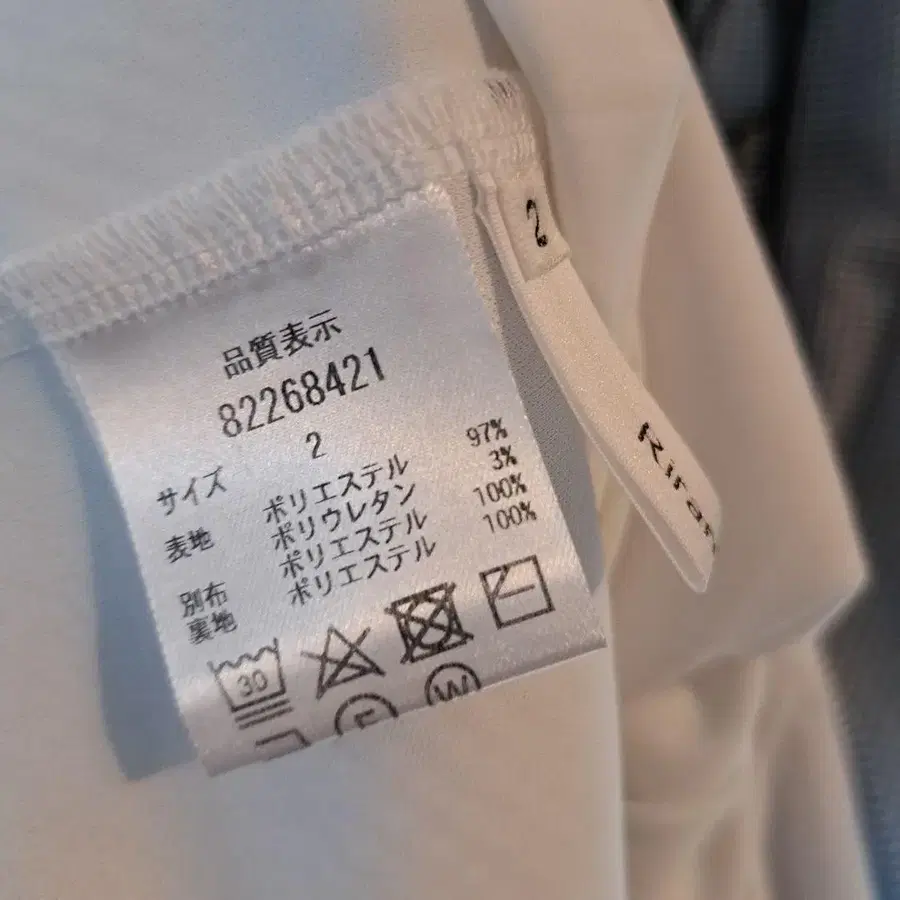 品質表示
82268421
サイズ 2
表地 ポリエステル 97%
ポリウレタン 3%
別布 ポリエステル 100%
裏地 ポリエステル 100%
30
F W
2